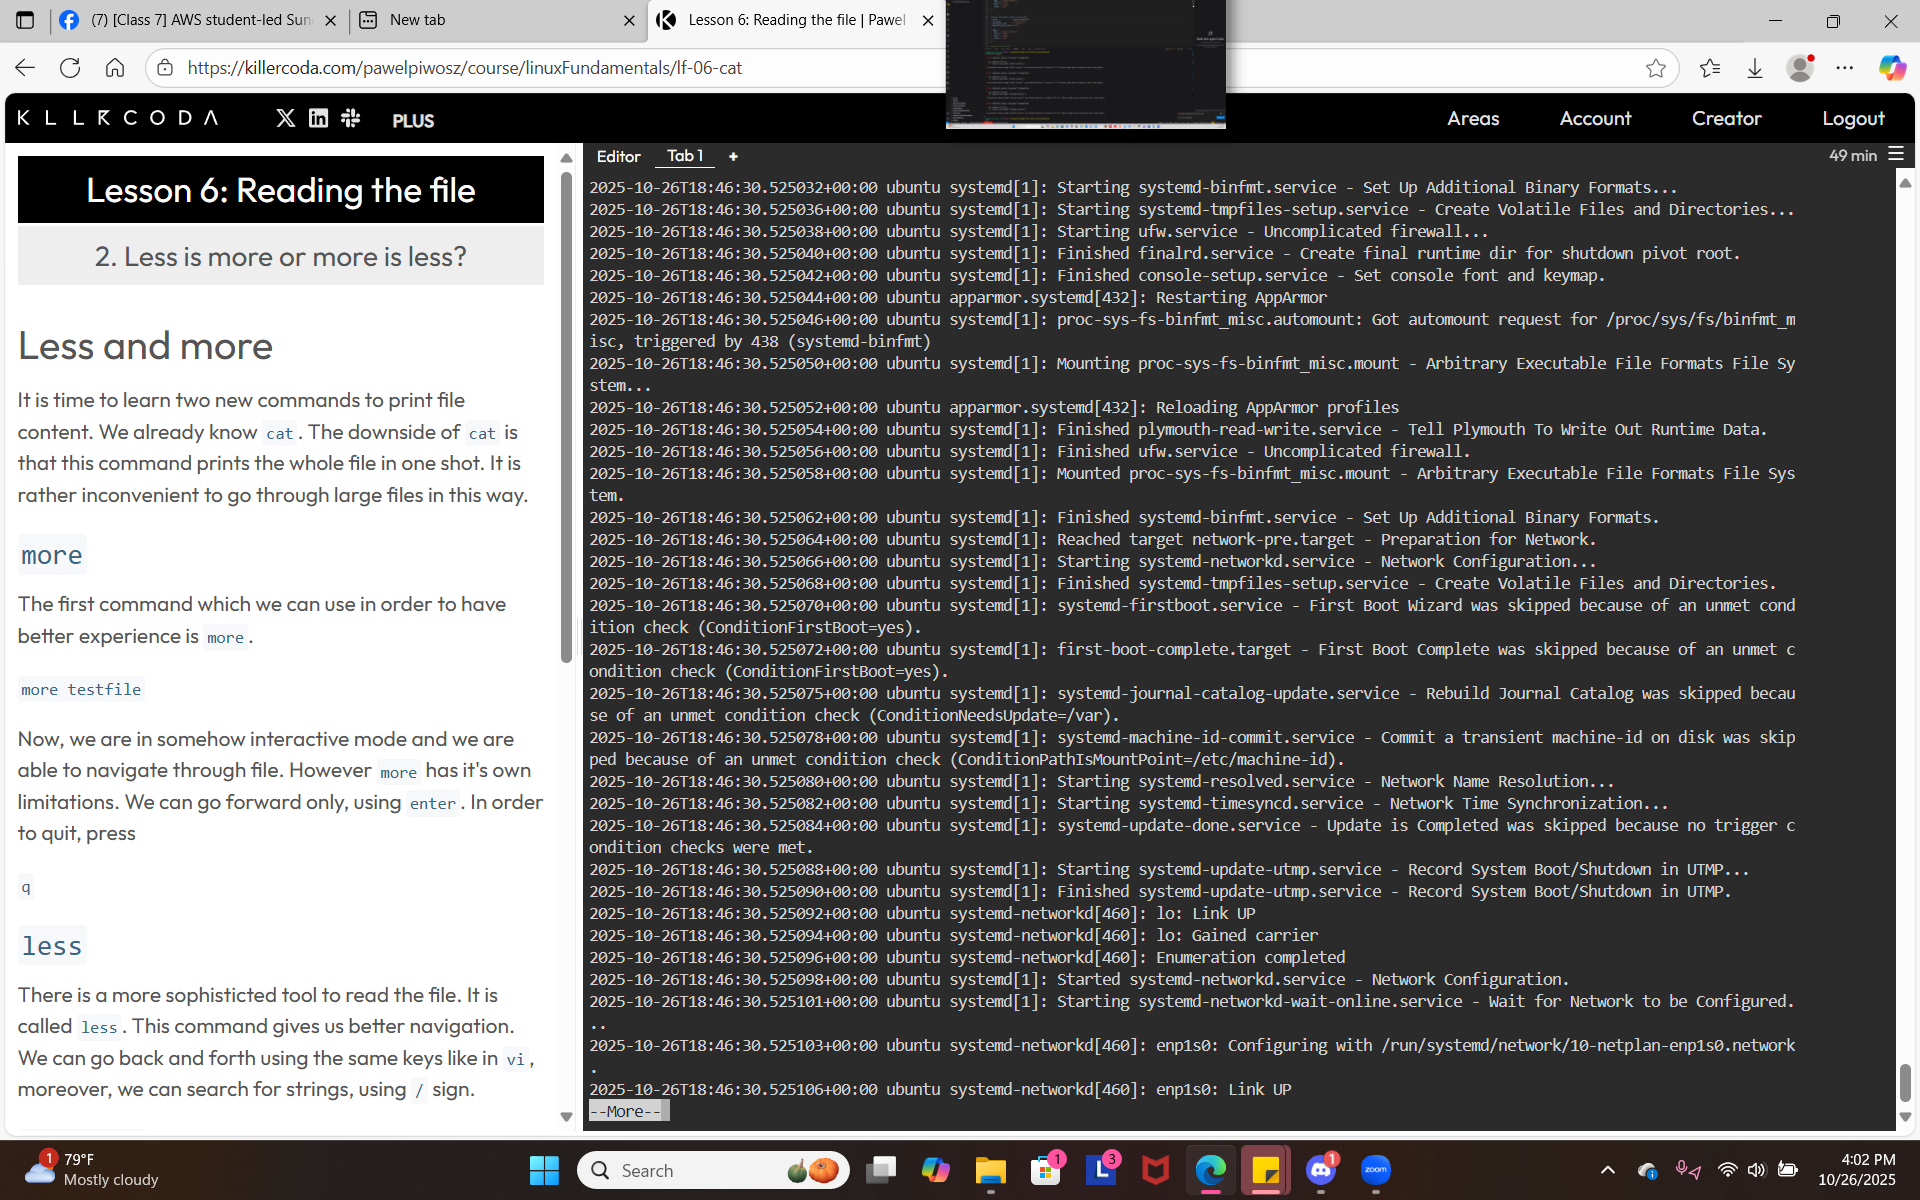 (7) [Class 7] AWS student-led Sun
New tab
Lesson 6: Reading the file | Pawel
https://killercoda.com/pawelpiwosz/course/linuxFundamentals/lf-06-cat
KLLRCODA
PLUS
Areas
Account
Creator
Logout
Lesson 6: Reading the file
2. Less is more or more is less?
Less and more
It is time to learn two new commands to print file
content. We already know cat. The downside of cat is
that this command prints the whole file in one shot. It is
rather inconvenient to go through large files in this way.
more
The first command which we can use in order to have
better experience is more.
more testfile
Now, we are in somehow interactive mode and we are
able to navigate through file. However more has it's own
limitations. We can go forward only, using enter. In order
to quit, press
q
less
There is a more sophisticted tool to read the file. It is
called less. This command gives us better navigation.
We can go back and forth using the same keys like in vi,
moreover, we can search for strings, using / sign.
Editor
Tab 1
+
49 min
2025-10-26T18:46:30.525032+00:00 ubuntu systemd[1]: Starting systemd-binfmt.service - Set Up Additional Binary Formats...
2025-10-26T18:46:30.525036+00:00 ubuntu systemd[1]: Starting systemd-tmpfiles-setup.service - Create Volatile Files and Directories...
2025-10-26T18:46:30.525038+00:00 ubuntu systemd[1]: Starting ufw.service - Uncomplicated firewall...
2025-10-26T18:46:30.525040+00:00 ubuntu systemd[1]: Finished finalrd.service - Create final runtime dir for shutdown pivot root.
2025-10-26T18:46:30.525042+00:00 ubuntu systemd[1]: Finished console-setup.service - Set console font and keymap.
2025-10-26T18:46:30.525044+00:00 ubuntu apparmor.systemd[432]: Restarting AppArmor
2025-10-26T18:46:30.525046+00:00 ubuntu systemd[1]: proc-sys-fs-binfmt_misc.automount: Got automount request for /proc/sys/fs/binfmt_m
isc, triggered by 438 (systemd-binfmt)
2025-10-26T18:46:30.525050+00:00 ubuntu systemd[1]: Mounting proc-sys-fs-binfmt_misc.mount - Arbitrary Executable File Formats File Sy
stem...
2025-10-26T18:46:30.525052+00:00 ubuntu apparmor.systemd[432]: Reloading AppArmor profiles
2025-10-26T18:46:30.525054+00:00 ubuntu systemd[1]: Finished plymouth-read-write.service - Tell Plymouth To Write Out Runtime Data.
2025-10-26T18:46:30.525056+00:00 ubuntu systemd[1]: Finished ufw.service - Uncomplicated firewall.
2025-10-26T18:46:30.525058+00:00 ubuntu systemd[1]: Mounted proc-sys-fs-binfmt_misc.mount - Arbitrary Executable File Formats File Sys
tem.
2025-10-26T18:46:30.525062+00:00 ubuntu systemd[1]: Finished systemd-binfmt.service - Set Up Additional Binary Formats.
2025-10-26T18:46:30.525064+00:00 ubuntu systemd[1]: Reached target network-pre.target - Preparation for Network.
2025-10-26T18:46:30.525066+00:00 ubuntu systemd[1]: Starting systemd-networkd.service - Network Configuration...
2025-10-26T18:46:30.525068+00:00 ubuntu systemd[1]: Finished systemd-tmpfiles-setup.service - Create Volatile Files and Directories.
2025-10-26T18:46:30.525070+00:00 ubuntu systemd[1]: systemd-firstboot.service - First Boot Wizard was skipped because of an unmet cond
ition check (ConditionFirstBoot=yes).
2025-10-26T18:46:30.525072+00:00 ubuntu systemd[1]: first-boot-complete.target - First Boot Complete was skipped because of an unmet c
ondition check (ConditionFirstBoot=yes).
2025-10-26T18:46:30.525075+00:00 ubuntu systemd[1]: systemd-journal-catalog-update.service - Rebuild Journal Catalog was skipped becau
se of an unmet condition check (ConditionNeedsUpdate=/var).
2025-10-26T18:46:30.525078+00:00 ubuntu systemd[1]: systemd-machine-id-commit.service - Commit a transient machine-id on disk was skip
ped because of an unmet condition check (ConditionPathIsMountPoint=/etc/machine-id).
2025-10-26T18:46:30.525080+00:00 ubuntu systemd[1]: Starting systemd-resolved.service - Network Name Resolution...
2025-10-26T18:46:30.525082+00:00 ubuntu systemd[1]: Starting systemd-timesyncd.service - Network Time Synchronization...
2025-10-26T18:46:30.525084+00:00 ubuntu systemd[1]: systemd-update-done.service - Update is Completed was skipped because no trigger c
ondition checks were met.
2025-10-26T18:46:30.525088+00:00 ubuntu systemd[1]: Starting systemd-update-utmp.service - Record System Boot/Shutdown in UTMP...
2025-10-26T18:46:30.525090+00:00 ubuntu systemd[1]: Finished systemd-update-utmp.service - Record System Boot/Shutdown in UTMP.
2025-10-26T18:46:30.525092+00:00 ubuntu systemd-networkd[460]: lo: Link UP
2025-10-26T18:46:30.525094+00:00 ubuntu systemd-networkd[460]: lo: Gained carrier
2025-10-26T18:46:30.525096+00:00 ubuntu systemd-networkd[460]: Enumeration completed
2025-10-26T18:46:30.525098+00:00 ubuntu systemd[1]: Started systemd-networkd.service - Network Configuration.
2025-10-26T18:46:30.525101+00:00 ubuntu systemd[1]: Starting systemd-networkd-wait-online.service - Wait for Network to be Configured.
..
2025-10-26T18:46:30.525103+00:00 ubuntu systemd-networkd[460]: enp1s0: Configuring with /run/systemd/network/10-netplan-enp1s0.network
.
2025-10-26T18:46:30.525106+00:00 ubuntu systemd-networkd[460]: enp1s0: Link UP
--More--
1
79°F
Mostly cloudy
Search
1
L
3
1
zoom
4:02 PM
10/26/2025